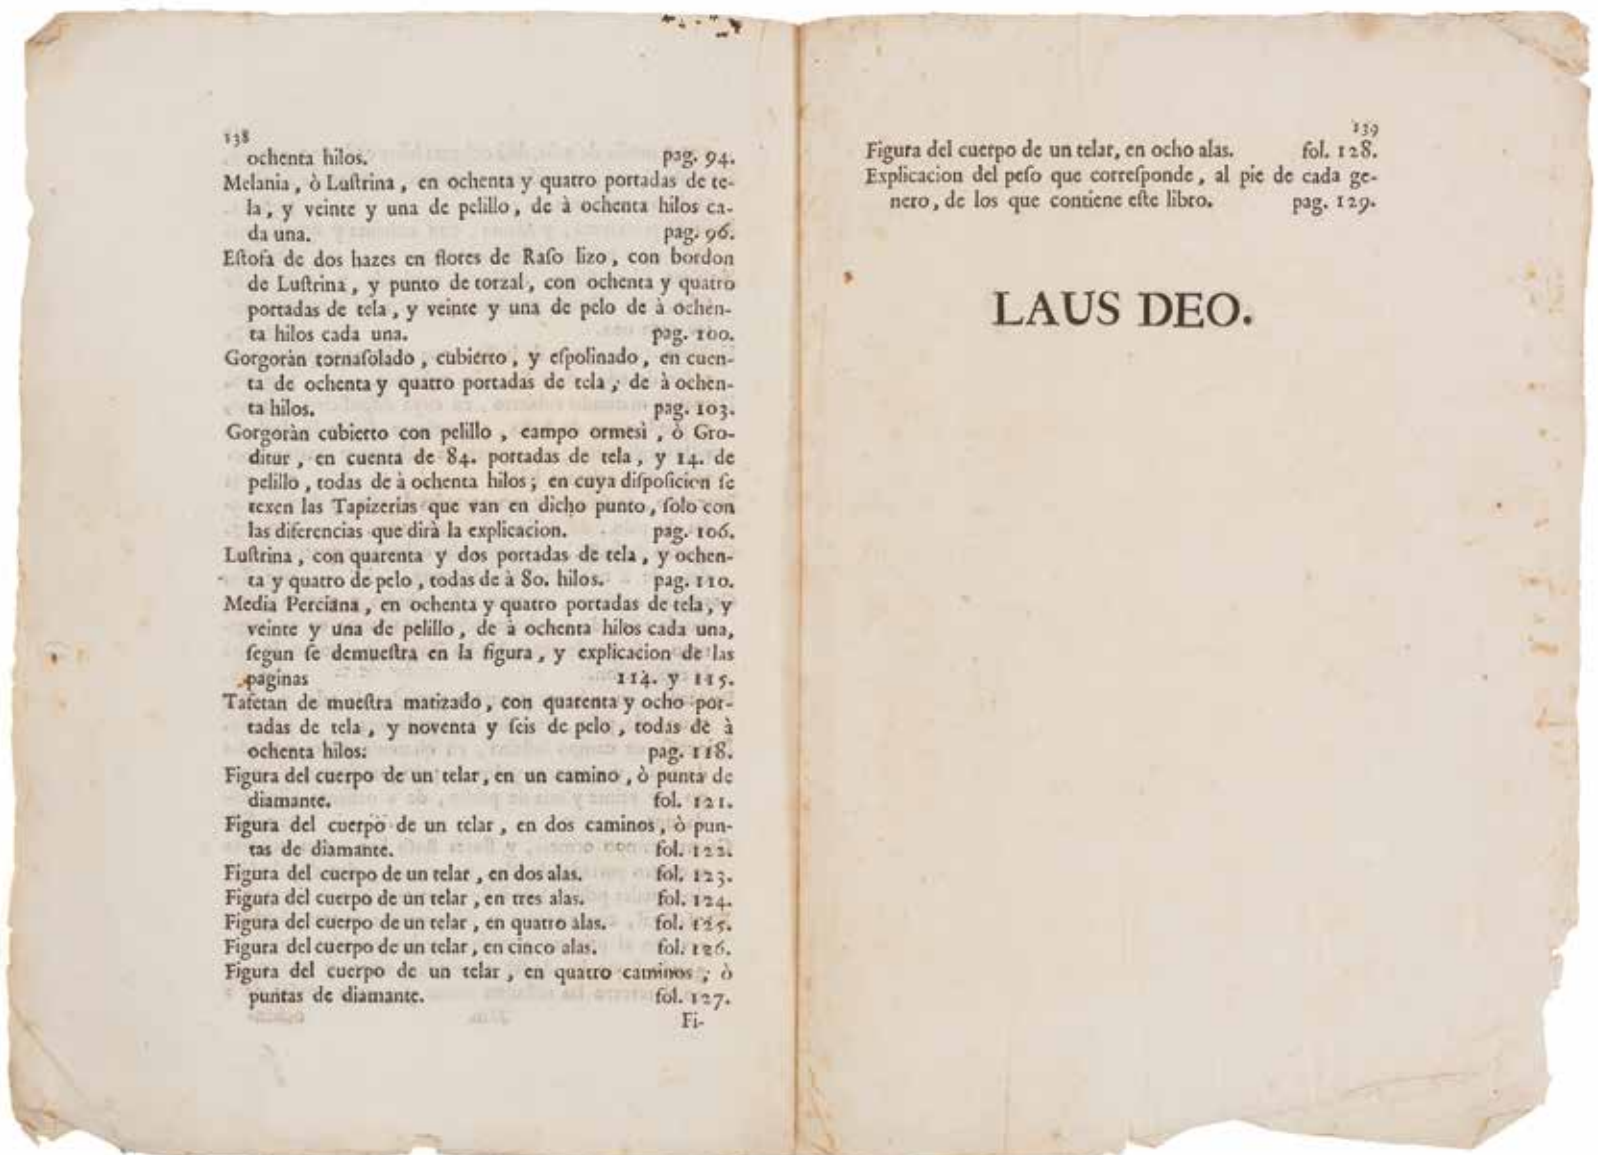 138
ochenta hilos. pag. 94.
Melania, ò Luſtrina, en ochenta y quatro portadas de te-
la, y veinte y una de pelillo, de à ochenta hilos ca-
da una. pag. 96.
Eſtofa de dos hazes en flores de Raſo lizo, con bordon
de Luſtrina, y punto de torzal, con ochenta y quatro
portadas de tela, y veinte y una de pelo de à ochen-
ta hilos cada una. pag. 100.
Gorgoràn tornaſolado, cubierto, y eſpolinado, en cuen-
ta de ochenta y quatro portadas de tela, de à ochen-
ta hilos. pag. 103.
Gorgoràn cubierto con pelillo, campo ormesì, ò Gro-
ditur, en cuenta de 84. portadas de tela, y 14. de
pelillo, todas de à ochenta hilos; en cuya diſpoſicion ſe
texen las Tapizerias que van en dicho punto, ſolo con
las diferencias que dirà la explicacion. pag. 106.
Luſtrina, con quarenta y dos portadas de tela, y ochen-
ta y quatro de pelo, todas de à 80. hilos. pag. 110.
Media Perciana, en ochenta y quatro portadas de tela, y
veinte y una de pelillo, de à ochenta hilos cada una,
ſegun ſe demueſtra en la figura, y explicacion de las
paginas 114. y 115.
Tafetan de mueſtra matizado, con quarenta y ocho por-
tadas de tela, y noventa y ſeis de pelo, todas de à
ochenta hilos. pag. 118.
Figura del cuerpo de un telar, en un camino, ò punta de
diamante. fol. 121.
Figura del cuerpo de un telar, en dos caminos, ò pun-
tas de diamante. fol. 122.
Figura del cuerpo de un telar, en dos alas. fol. 123.
Figura del cuerpo de un telar, en tres alas. fol. 124.
Figura del cuerpo de un telar, en quatro alas. fol. 125.
Figura del cuerpo de un telar, en cinco alas. fol. 126.
Figura del cuerpo de un telar, en quatro caminos, ò
puntas de diamante. fol. 127.
Fi-
139
Figura del cuerpo de un telar, en ocho alas. fol. 128.
Explicacion del peſo que correſponde, al pie de cada ge-
nero, de los que contiene eſte libro. pag. 129.
LAUS DEO.